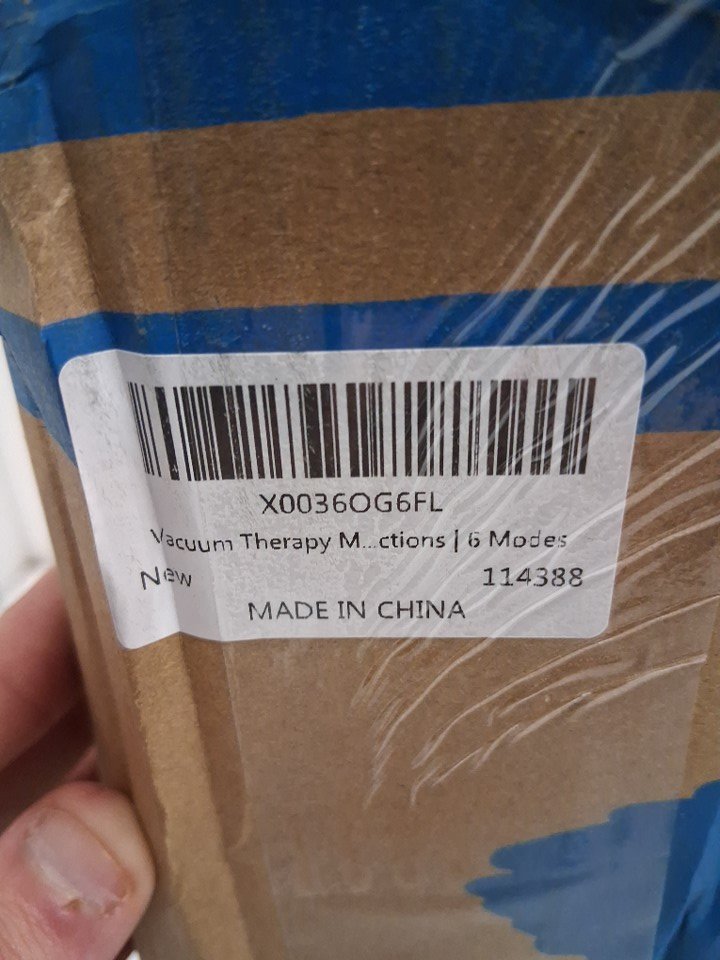 X0036OG6FL
Vacuum Therapy M...ctions | 6 Modes
New 114388
MADE IN CHINA